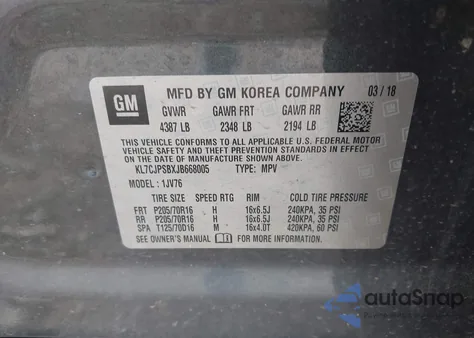 GM
MFD BY GM KOREA COMPANY 03/18
GVWR GAWR FRT GAWR RR
4387 LB 2348 LB 2194 LB
THIS VEHICLE CONFORMS TO ALL APPLICABLE U.S. FEDERAL MOTOR
VEHICLE SAFETY, BUMPER, AND THEFT PREVENTION STANDARDS
IN EFFECT ON THE DATE OF MANUFACTURE SHOWN ABOVE.
KL7CJPSBXJB668005 TYPE: MPV
MODEL: 1JV76
TIRE SIZE SPEED RTG RIM COLD TIRE PRESSURE
FRT P205/70R16 H 16x6.5J 240KPA, 35 PSI
RR P205/70R16 H 16x6.5J 240KPA, 35 PSI
SPA T125/70D16 M 16x4.0T 420KPA, 60 PSI
SEE OWNER'S MANUAL FOR MORE INFORMATION.
autoSnap